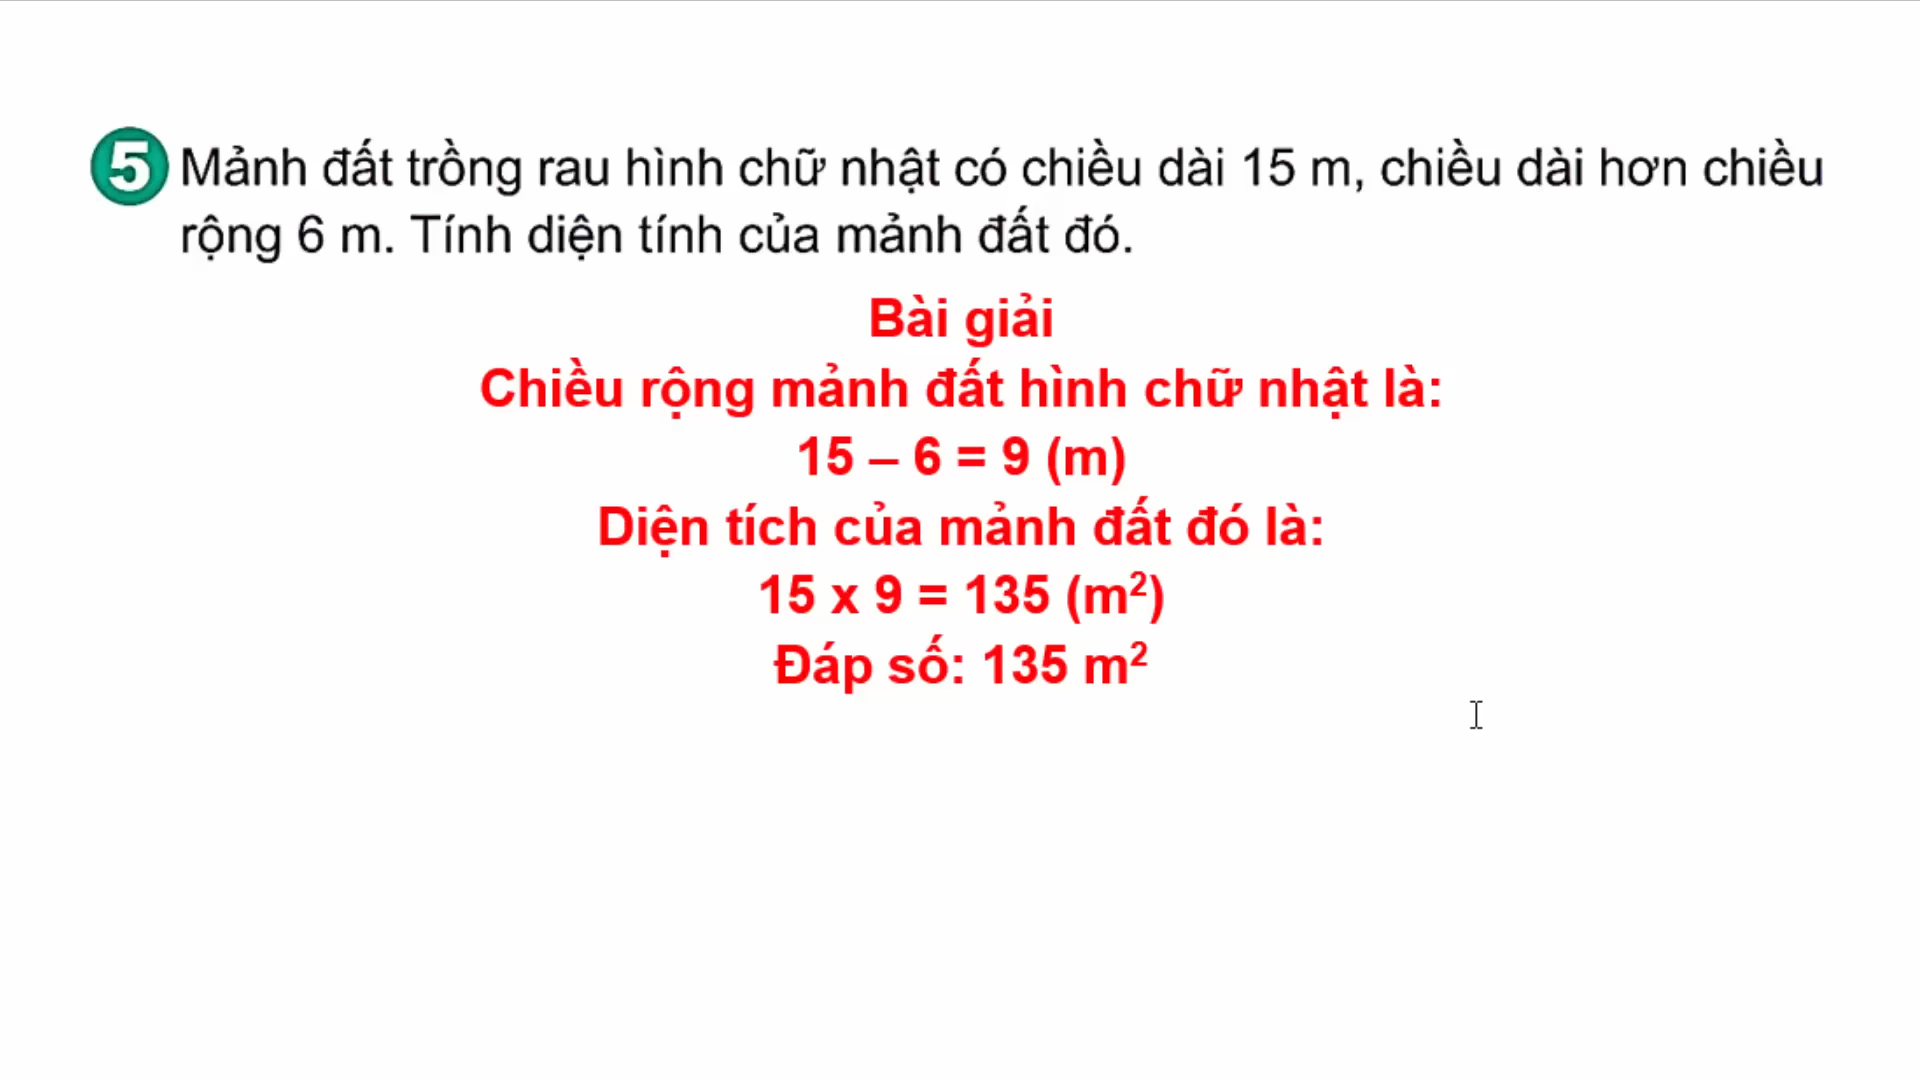 5 Mảnh đất trồng rau hình chữ nhật có chiều dài 15 m, chiều dài hơn chiều
rộng 6 m. Tính diện tính của mảnh đất đó.
Bài giải
Chiều rộng mảnh đất hình chữ nhật là:
15 – 6 = 9 (m)
Diện tích của mảnh đất đó là:
15 x 9 = 135 (m²)
Đáp số: 135 m²